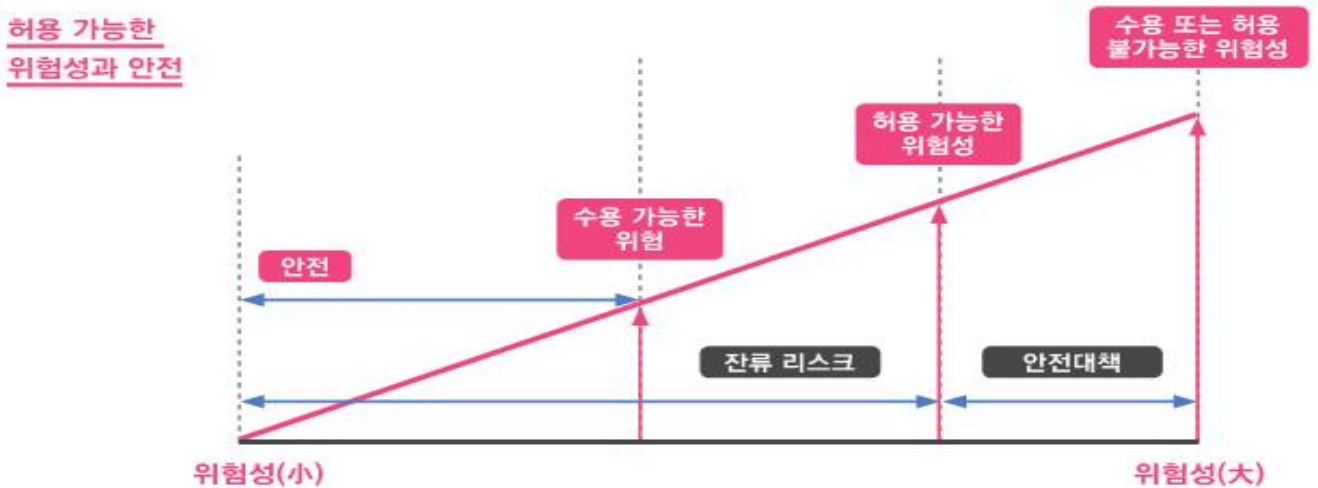 허용 가능한
위험성과 안전
수용 또는 허용
불가능한 위험성
허용 가능한
위험성
수용 가능한
위험
안전
잔류 리스크
안전대책
위험성(小)
위험성(大)